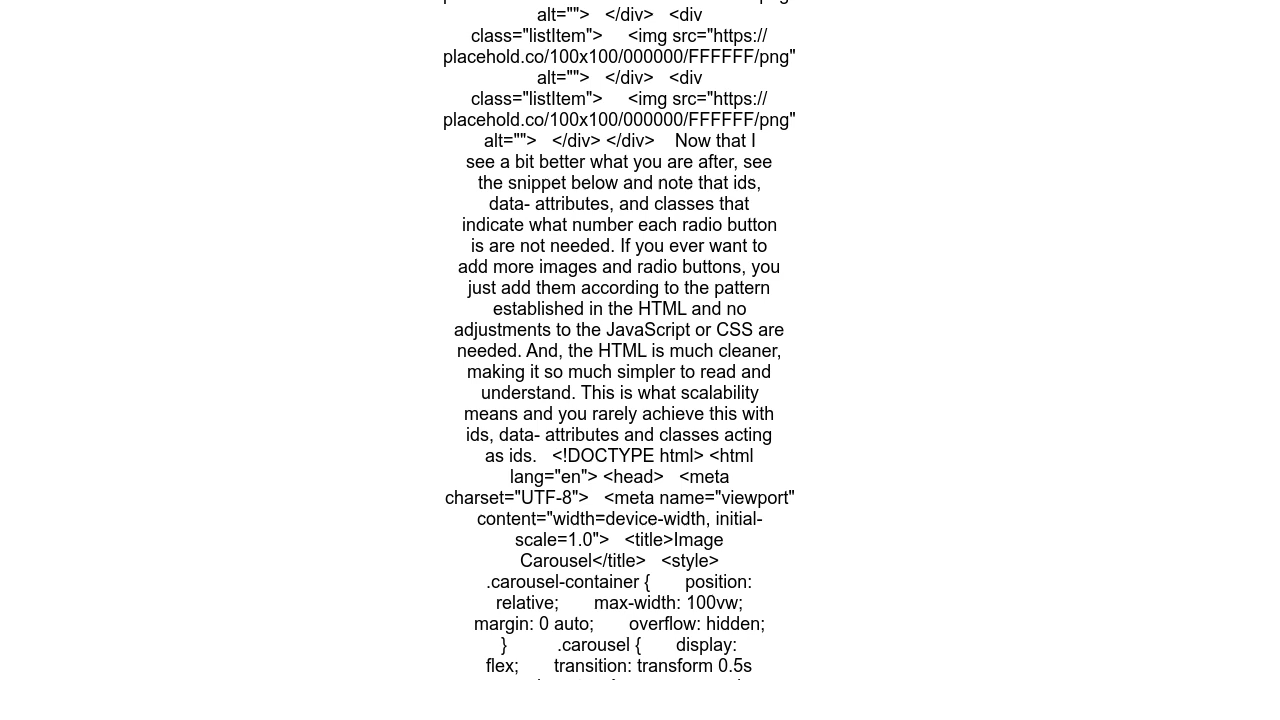 alt="">   </div>   <div
class="listItem">     <img src="https://
placehold.co/100x100/000000/FFFFFF/png"
alt="">   </div>   <div
class="listItem">     <img src="https://
placehold.co/100x100/000000/FFFFFF/png"
alt="">   </div> </div>    Now that I
see a bit better what you are after, see
the snippet below and note that ids,
data- attributes, and classes that
indicate what number each radio button
is are not needed. If you ever want to
add more images and radio buttons, you
just add them according to the pattern
established in the HTML and no
adjustments to the JavaScript or CSS are
needed. And, the HTML is much cleaner,
making it so much simpler to read and
understand. This is what scalability
means and you rarely achieve this with
ids, data- attributes and classes acting
as ids.   <!DOCTYPE html> <html
lang="en"> <head>   <meta
charset="UTF-8">   <meta name="viewport"
content="width=device-width, initial-
scale=1.0">   <title>Image
Carousel</title>   <style>
.carousel-container {       position:
relative;       max-width: 100vw;
margin: 0 auto;       overflow: hidden;
}          .carousel {       display:
flex;       transition: transform 0.5s